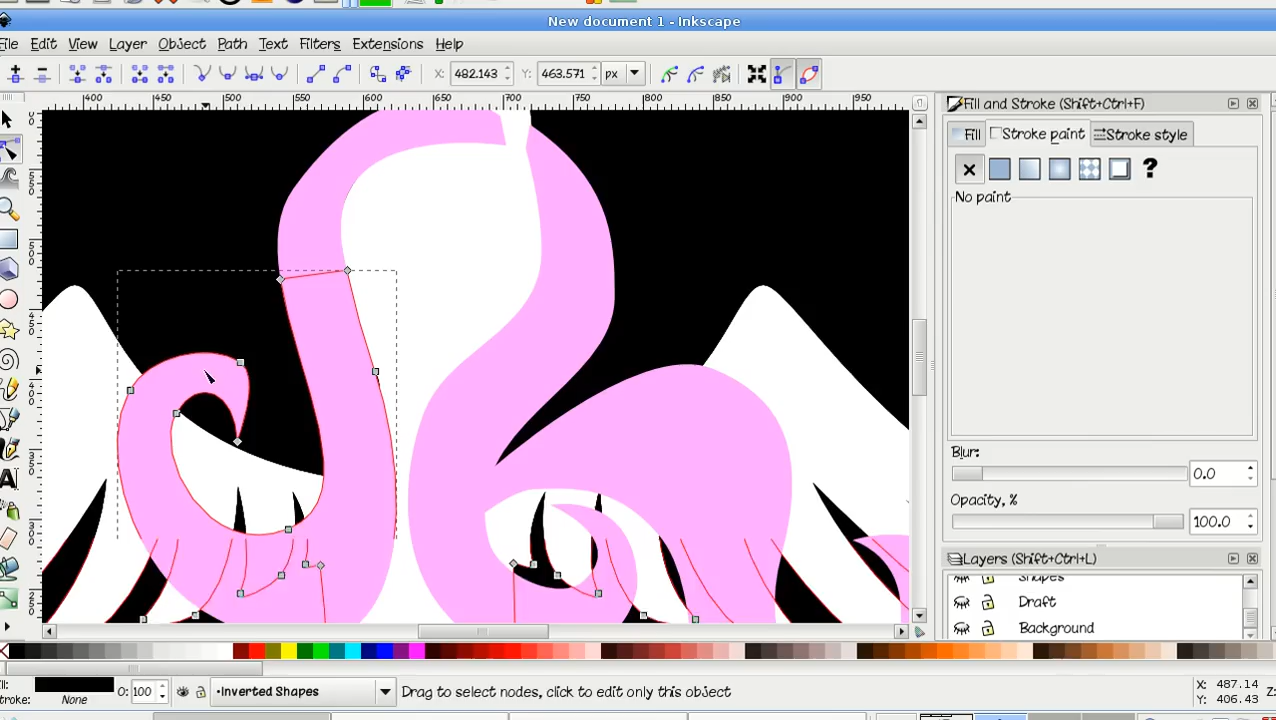 New document 1 - Inkscape
File Edit View Layer Object Path Text Filters Extensions Help
X: 482.143 Y: 463.571 px
400 450 500 550 600 650 700 750 800 850 900 950
Fill and Stroke (Shift+Ctrl+F)
Fill Stroke paint Stroke style
No paint
Blur:
0.0
Opacity, %
100.0
Layers (Shift+Ctrl+L)
Shapes
Draft
Background
Fill: O: 100 •Inverted Shapes Drag to select nodes, click to edit only this object X: 487.14 Z:
Stroke: None Y: 406.43